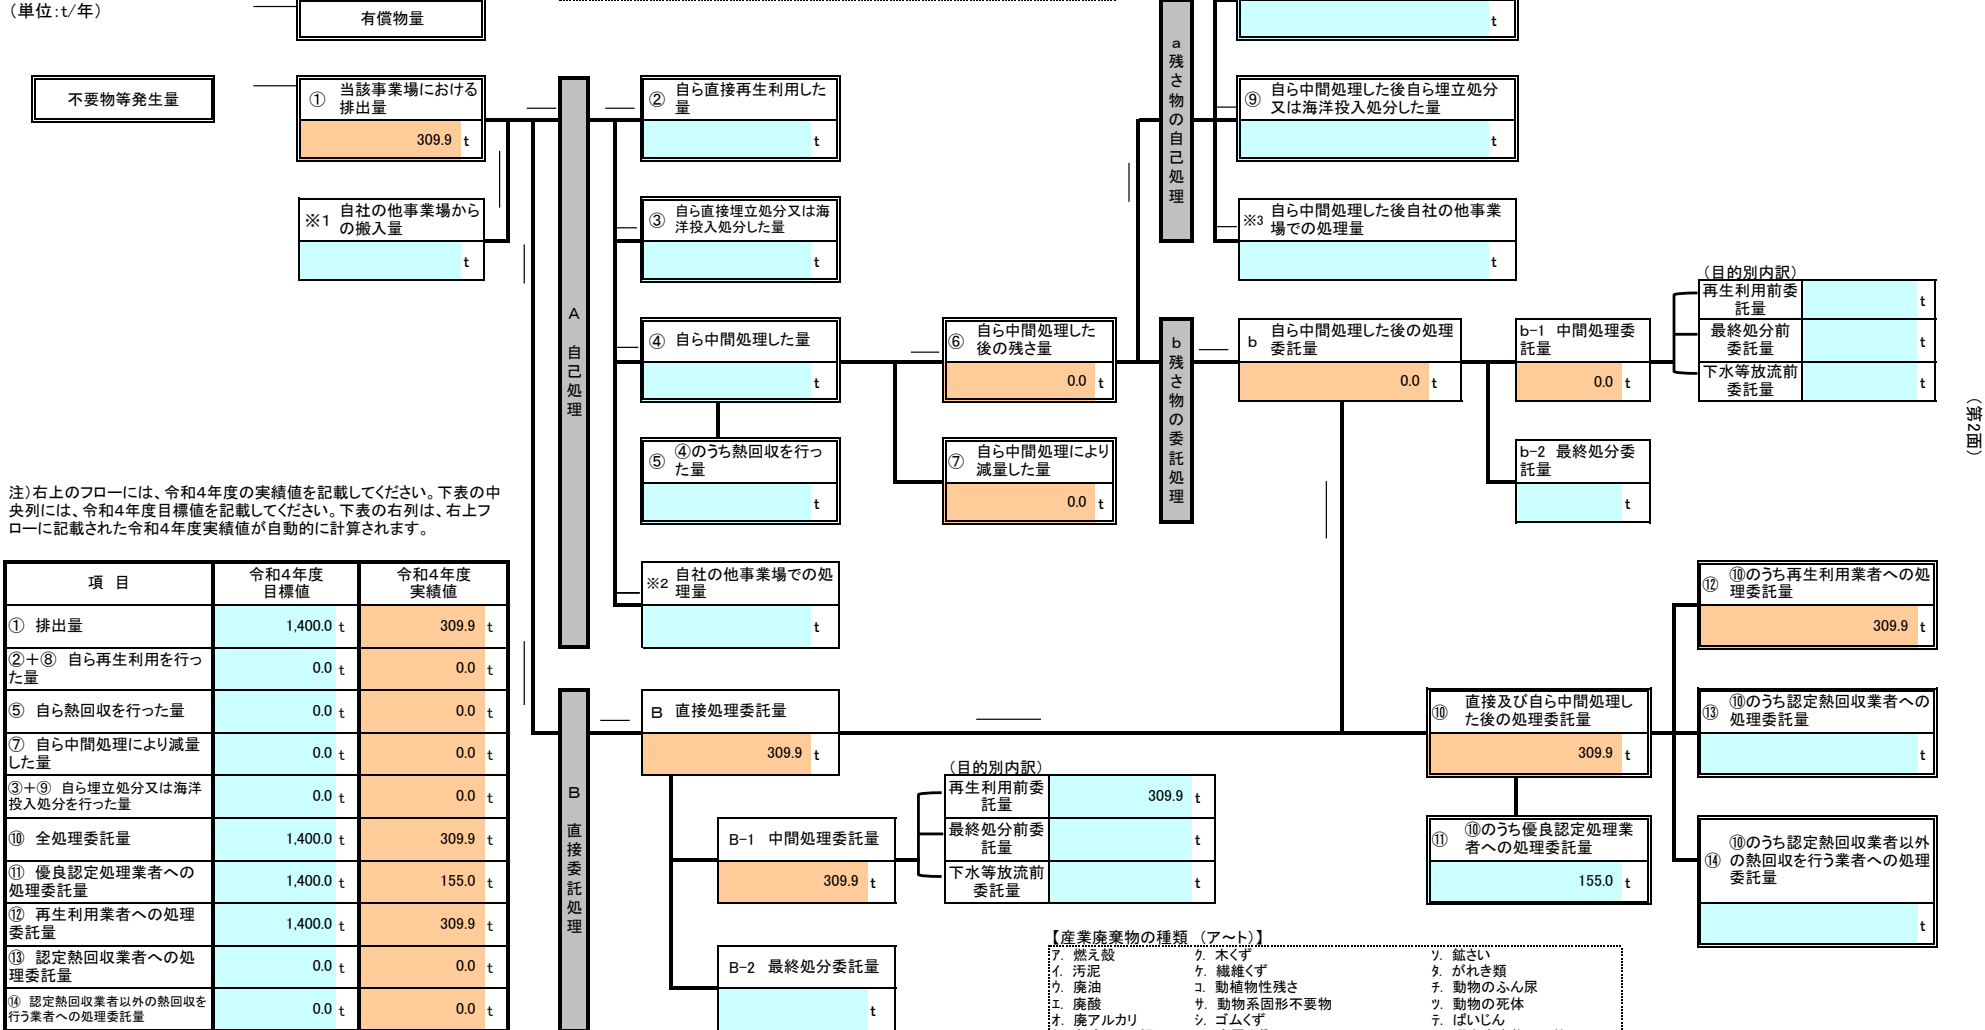 （単位:t/年）
有償物量
t
不要物等発生量
① 当該事業場における
排出量
309.9 t
※1 自社の他事業場から
の搬入量
t
A 自己処理
② 自ら直接再生利用した
量
t
③ 自ら直接埋立処分又は海
洋投入処分した量
t
④ 自ら中間処理した量
t
⑤ ④のうち熱回収を行っ
た量
t
※2 自社の他事業場での処
理量
t
⑥ 自ら中間処理した
後の残さ量
0.0 t
⑦ 自ら中間処理により
減量した量
0.0 t
a 残さ物の自己処理
⑨ 自ら中間処理した後自ら埋立処分
又は海洋投入処分した量
t
※3 自ら中間処理した後自社の他事業
場での処理量
t
b 残さ物の委託処理
b 自ら中間処理した後の処理
委託量
0.0 t
b-1 中間処理委
託量
0.0 t
b-2 最終処分委
託量
t
（目的別内訳）
再生利用前委
託量
t
最終処分前
委託量
t
下水等放流前
委託量
t
（第2面）
注）右上のフローには、令和4年度の実績値を記載してください。下表の中
央列には、令和4年度目標値を記載してください。下表の右列は、右上フ
ローに記載された令和4年度実績値が自動的に計算されます。
項 目 令和4年度
目標値 令和4年度
実績値
① 排出量 1,400.0 t 309.9 t
②＋⑧ 自ら再生利用を行っ
た量 0.0 t 0.0 t
⑤ 自ら熱回収を行った量 0.0 t 0.0 t
⑦ 自ら中間処理により減量
した量 0.0 t 0.0 t
③＋⑨ 自ら埋立処分又は海洋
投入処分を行った量 0.0 t 0.0 t
⑩ 全処理委託量 1,400.0 t 309.9 t
⑪ 優良認定処理業者への
処理委託量 1,400.0 t 155.0 t
⑫ 再生利用業者への処理
委託量 1,400.0 t 309.9 t
⑬ 認定熱回収業者への処
理委託量 0.0 t 0.0 t
⑭ 認定熱回収業者以外の熱回収を
行う業者への処理委託量 0.0 t 0.0 t
B 直接委託処理
B 直接処理委託量
309.9 t
B-1 中間処理委託量
309.9 t
B-2 最終処分委託量
t
（目的別内訳）
再生利用前委
託量
309.9 t
最終処分前委
託量
t
下水等放流前
委託量
t
⑩ 直接及び自ら中間処理し
た後の処理委託量
309.9 t
⑪ ⑩のうち優良認定処理業
者への処理委託量
155.0 t
⑫ ⑩のうち再生利用業者への処
理委託量
309.9 t
⑬ ⑩のうち認定熱回収業者への
処理委託量
t
⑭ ⑩のうち認定熱回収業者以外
の熱回収を行う業者への処理
委託量
t
【産業廃棄物の種類 （ア～ト）】
ア. 燃え殻 ク. 木くず ソ. 鉱さい
イ. 汚泥 ケ. 繊維くず タ. がれき類
ウ. 廃油 コ. 動植物性残さ チ. 動物のふん尿
エ. 廃酸 サ. 動物系固形不要物 ツ. 動物の死体
オ. 廃アルカリ シ. ゴムくず テ. ばいじん